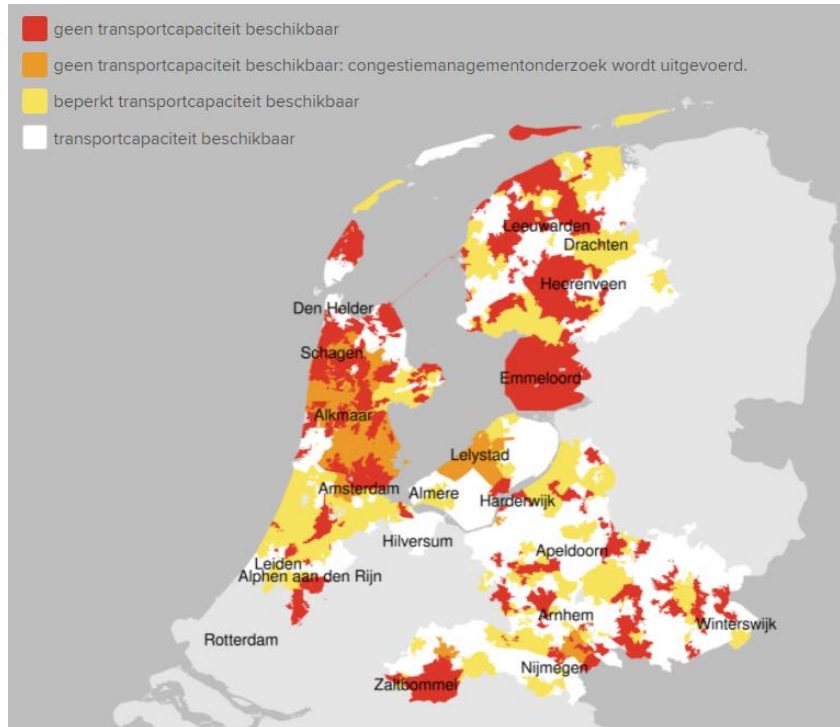 geen transportcapaciteit beschikbaar
geen transportcapaciteit beschikbaar: congestiemanagementonderzoek wordt uitgevoerd.
beperkt transportcapaciteit beschikbaar
transportcapaciteit beschikbaar
Leeuwarden
Drachten
Heerenveen
Den Helder
Schagen
Emmeloord
Alkmaar
Lelystad
Amsterdam
Almere
Harderwijk
Hilversum
Apeldoorn
Leiden
Alphen aan den Rijn
Arnhem
Winterswijk
Rotterdam
Nijmegen
Zaltbommel